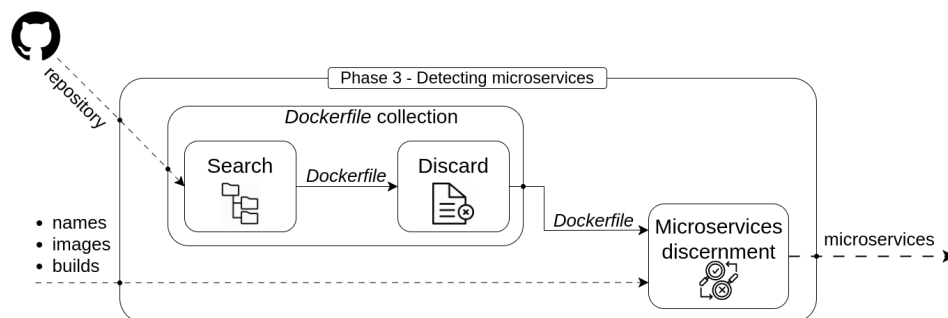 repository
Phase 3 - Detecting microservices
Dockerfile collection
Search
Dockerfile
Discard
• names
• images
• builds
Dockerfile
Microservices
discernment
microservices